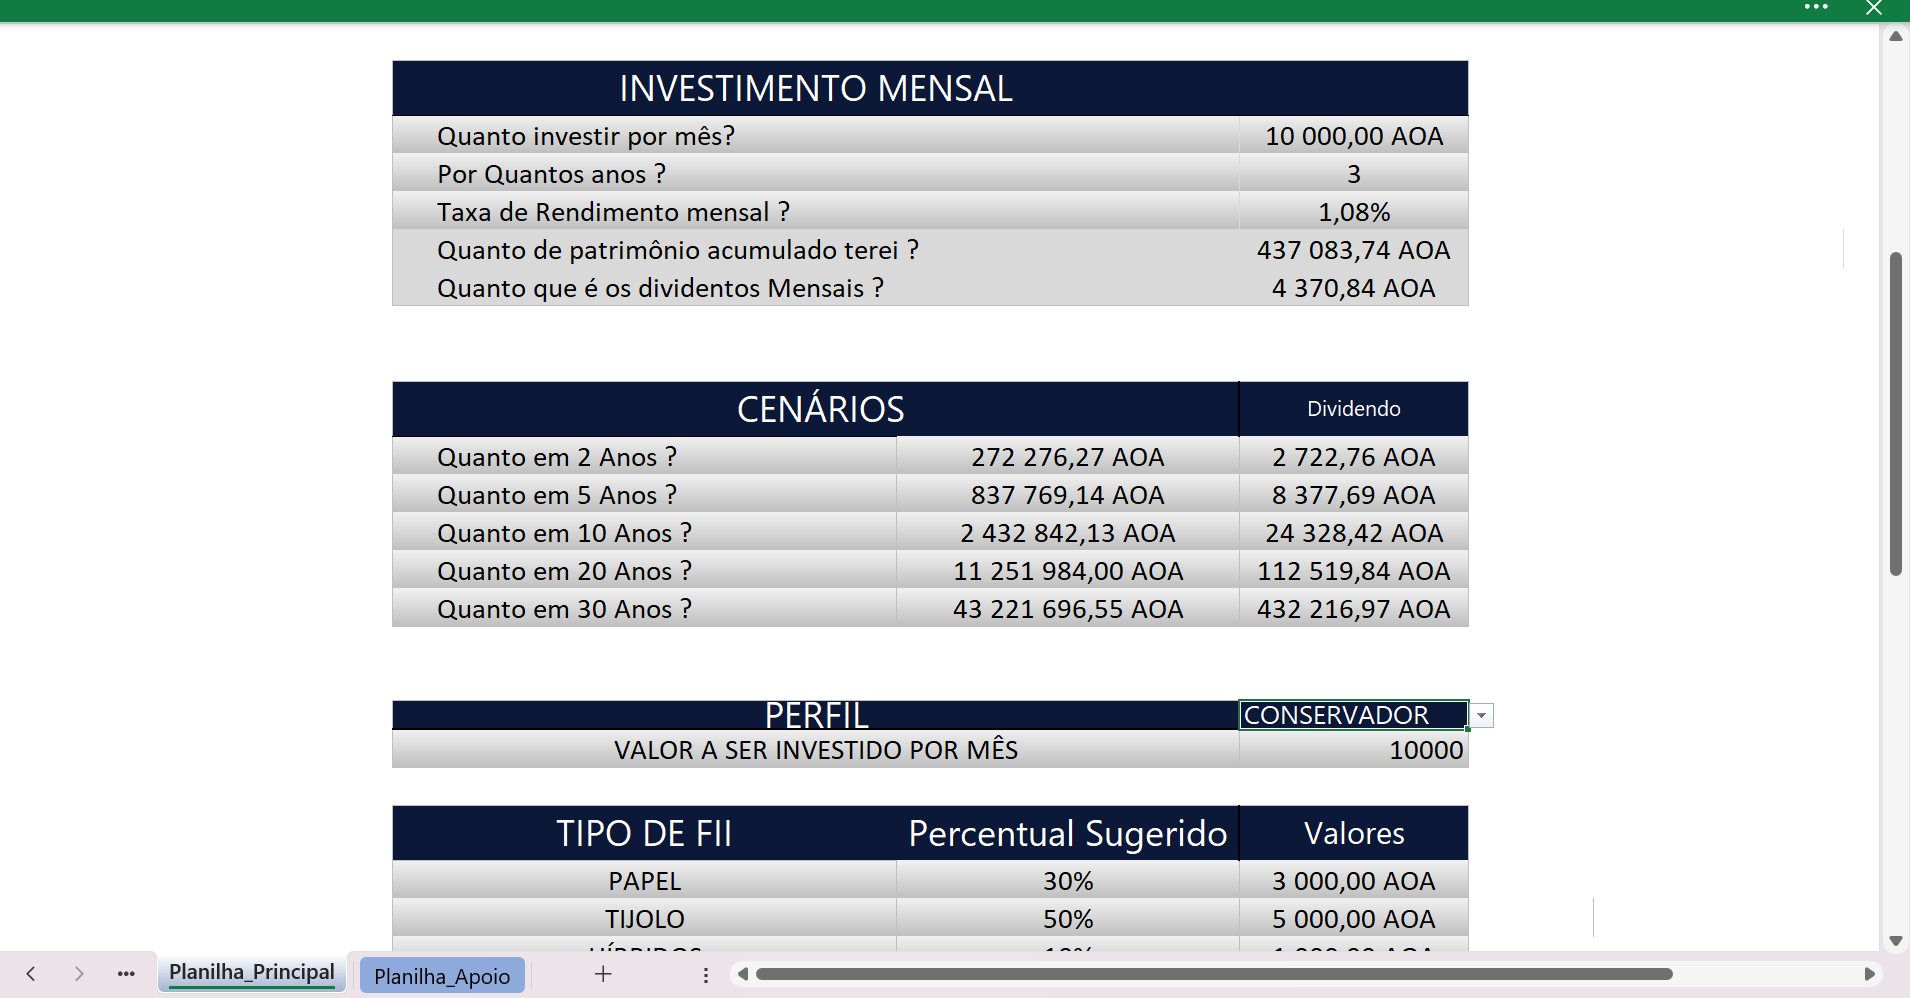 INVESTIMENTO MENSAL
Quanto investir por mês? 10 000,00 AOA
Por Quantos anos ? 3
Taxa de Rendimento mensal ? 1,08%
Quanto de patrimônio acumulado terei ? 437 083,74 AOA
Quanto que é os dividentos Mensais ? 4 370,84 AOA
CENÁRIOS Dividendo
Quanto em 2 Anos ? 272 276,27 AOA 2 722,76 AOA
Quanto em 5 Anos ? 837 769,14 AOA 8 377,69 AOA
Quanto em 10 Anos ? 2 432 842,13 AOA 24 328,42 AOA
Quanto em 20 Anos ? 11 251 984,00 AOA 112 519,84 AOA
Quanto em 30 Anos ? 43 221 696,55 AOA 432 216,97 AOA
PERFIL CONSERVADOR
VALOR A SER INVESTIDO POR MÊS 10000
TIPO DE FII Percentual Sugerido Valores
PAPEL 30% 3 000,00 AOA
TIJOLO 50% 5 000,00 AOA
Planilha_Principal Planilha_Apoio